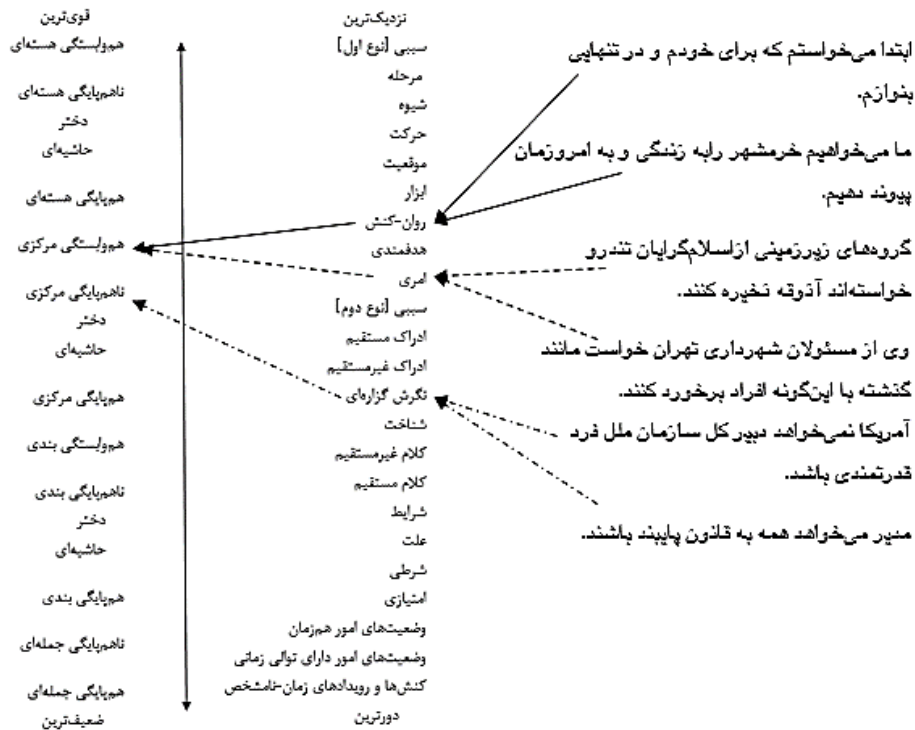 ابتدا می‌خواستم که برای خودم و در تنهایی
بنوازم.
ما می‌خواهیم خرمشهر رابه زندگی و به امروزمان
پیوند دهیم.
گروه‌های زیرزمینی ازاسلام‌گرایان تندرو
خواسته‌اند آذوقه ذخیره کنند.
وی از مسئولان شهرداری تهران خواست مانند
گذشته با این‌گونه افراد برخورد کنند.
آمریکا نمی‌خواهد دبیر کل سازمان ملل فرد
قدرتمندی باشد.
مدیر می‌خواهد همه به قانون پایبند باشند.
نزدیک‌ترین
سببی [نوع اول]
مرحله
شیوه
حرکت
موقعیت
ابزار
روان-کنش
هدفمندی
امری
سببی [نوع دوم]
ادراک مستقیم
ادراک غیرمستقیم
نگرش گزاره‌ای
شناخت
کلام غیرمستقیم
کلام مستقیم
شرایط
علت
شرطی
امتیازی
وضعیت‌های امور هم‌زمان
وضعیت‌های امور دارای توالی زمانی
کنش‌ها و رویدادهای زمان-نامشخص
دورترین
قوی‌ترین
هم‌وابستگی هسته‌ای
ناهم‌پایگی هسته‌ای
دختر
حاشیه‌ای
هم‌پایگی هسته‌ای
هم‌وابستگی مرکزی
ناهم‌پایگی مرکزی
دختر
حاشیه‌ای
هم‌پایگی مرکزی
هم‌وابستگی بندی
ناهم‌پایگی بندی
دختر
حاشیه‌ای
هم‌پایگی بندی
ناهم‌پایگی جمله‌ای
هم‌پایگی جمله‌ای
ضعیف‌ترین